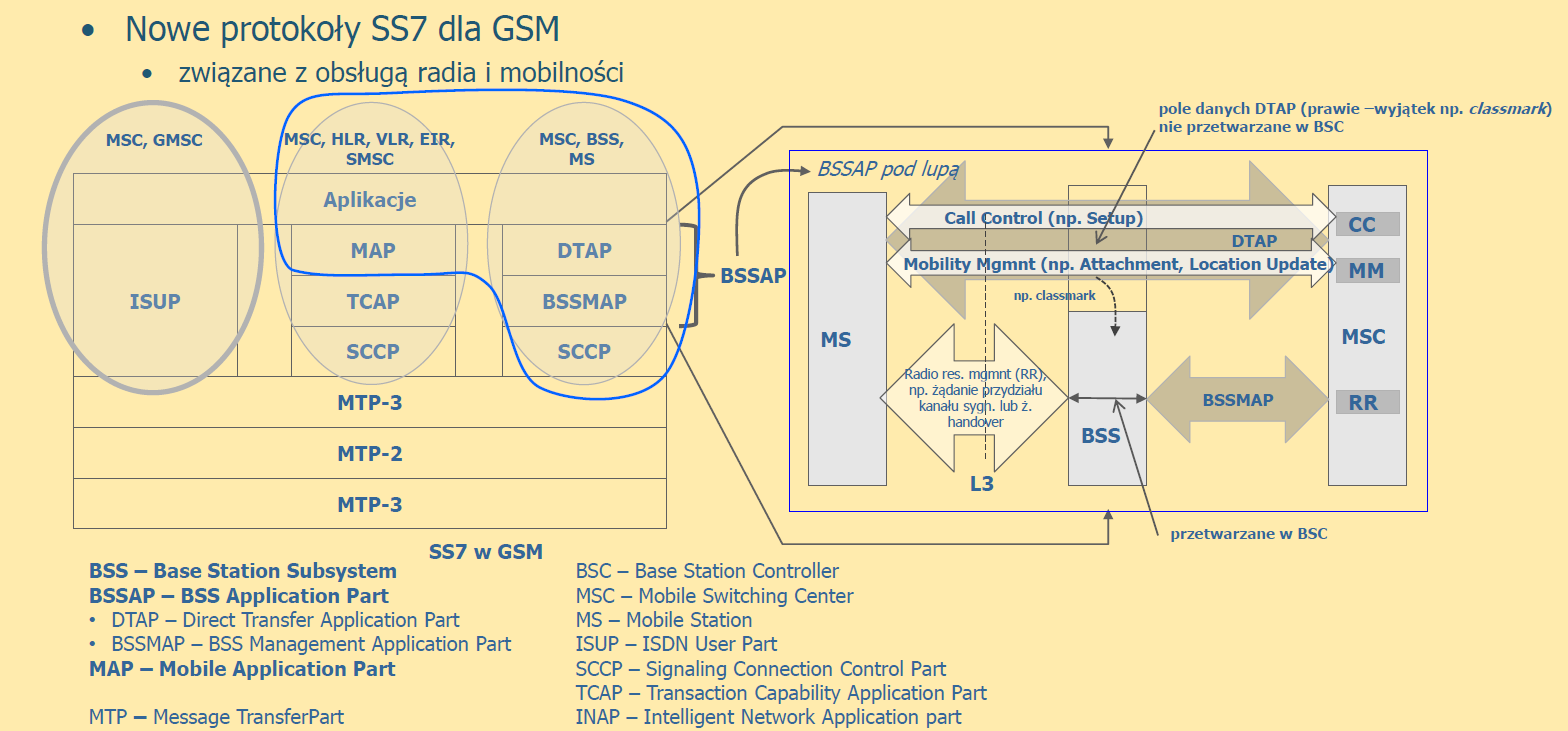 • Nowe protokoły SS7 dla GSM
• związane z obsługą radia i mobilności
MSC, GMSC
MSC, HLR, VLR, EIR,
SMSC
MSC, BSS,
MS
Aplikacje
ISUP
MAP
TCAP
SCCP
DTAP
BSSMAP
SCCP
MTP-3
MTP-2
MTP-3
SS7 w GSM
BSSAP
pole danych DTAP (prawie –wyjątek np. classmark)
nie przetwarzane w BSC
BSSAP pod lupą
Call Control (np. Setup)
DTAP
Mobility Mgmnt (np. Attachment, Location Update)
np. classmark
MS
Radio res. mgmnt (RR),
np. żądanie przydziału
kanału sygn. lub ż.
handover
L3
BSS
BSSMAP
CC
MM
MSC
RR
przetwarzane w BSC
BSS – Base Station Subsystem
BSSAP – BSS Application Part
• DTAP – Direct Transfer Application Part
• BSSMAP – BSS Management Application Part
MAP – Mobile Application Part
MTP – Message TransferPart
BSC – Base Station Controller
MSC – Mobile Switching Center
MS – Mobile Station
ISUP – ISDN User Part
SCCP – Signaling Connection Control Part
TCAP – Transaction Capability Application Part
INAP – Intelligent Network Application part